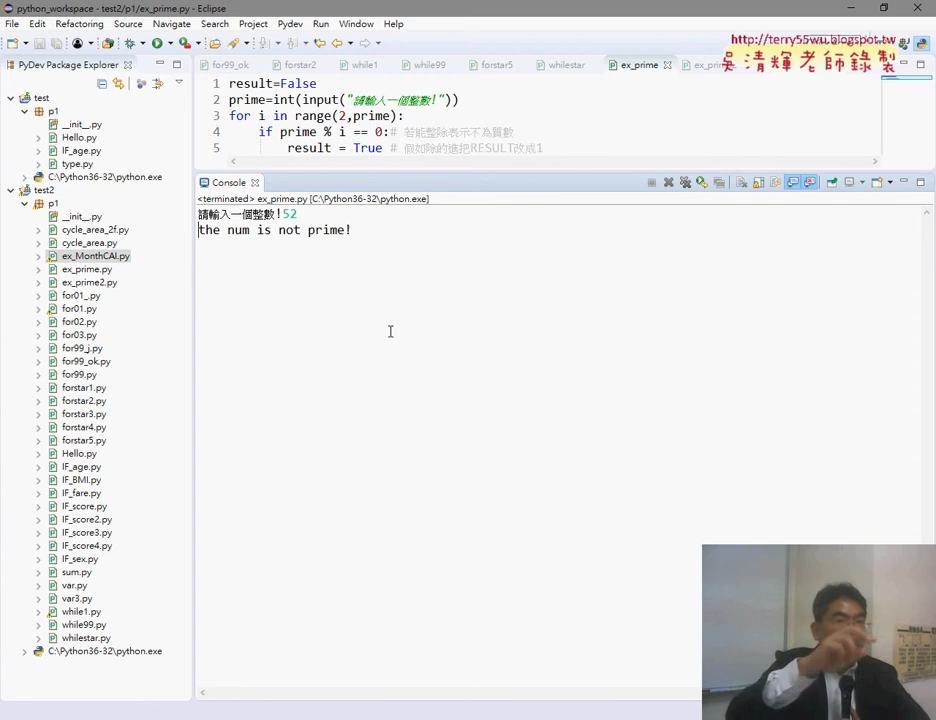 python_workspace - test2/p1/ex_prime.py - Eclipse
File Edit Refactoring Source Navigate Search Project Pydev Run Window Help
http://terry55wu.blogspot.tw
吳清輝老師錄製
PyDev Package Explorer
for99_ok forstar2 while1 while99 forstar5 whilestar ex_prime
1 result=False
2 prime=int(input("請輸入一個整數!"))
3 for i in range(2,prime):
4 if prime % i == 0:# 若能整除表示不為質數
5 result = True # 假如除的進把RESULT改成1
Console
<terminated> ex_prime.py [C:\Python36-32\python.exe]
請輸入一個整數!52
the num is not prime!
test
p1
__init__.py
Hello.py
IF_age.py
type.py
C:\Python36-32\python.exe
test2
p1
__init__.py
cycle_area_2f.py
cycle_area.py
ex_MonthCAl.py
ex_prime.py
ex_prime2.py
for01_.py
for01.py
for02.py
for03.py
for99_j.py
for99_ok.py
for99.py
forstar1.py
forstar2.py
forstar3.py
forstar4.py
forstar5.py
Hello.py
IF_age.py
IF_BMI.py
IF_fare.py
IF_score.py
IF_score2.py
IF_score3.py
IF_score4.py
IF_sex.py
sum.py
var.py
var3.py
while1.py
while99.py
whilestar.py
C:\Python36-32\python.exe